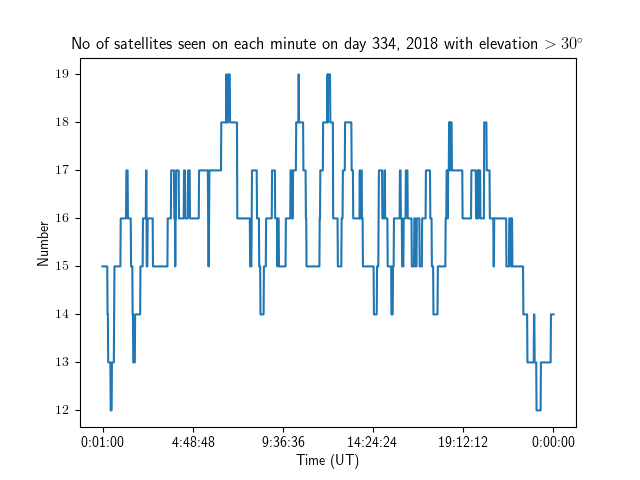 No of satellites seen on each minute on day 334, 2018 with elevation > 30°
19
18
17
16
15
14
13
12
Number
0:01:00 4:48:48 9:36:36 14:24:24 19:12:12 0:00:00
Time (UT)